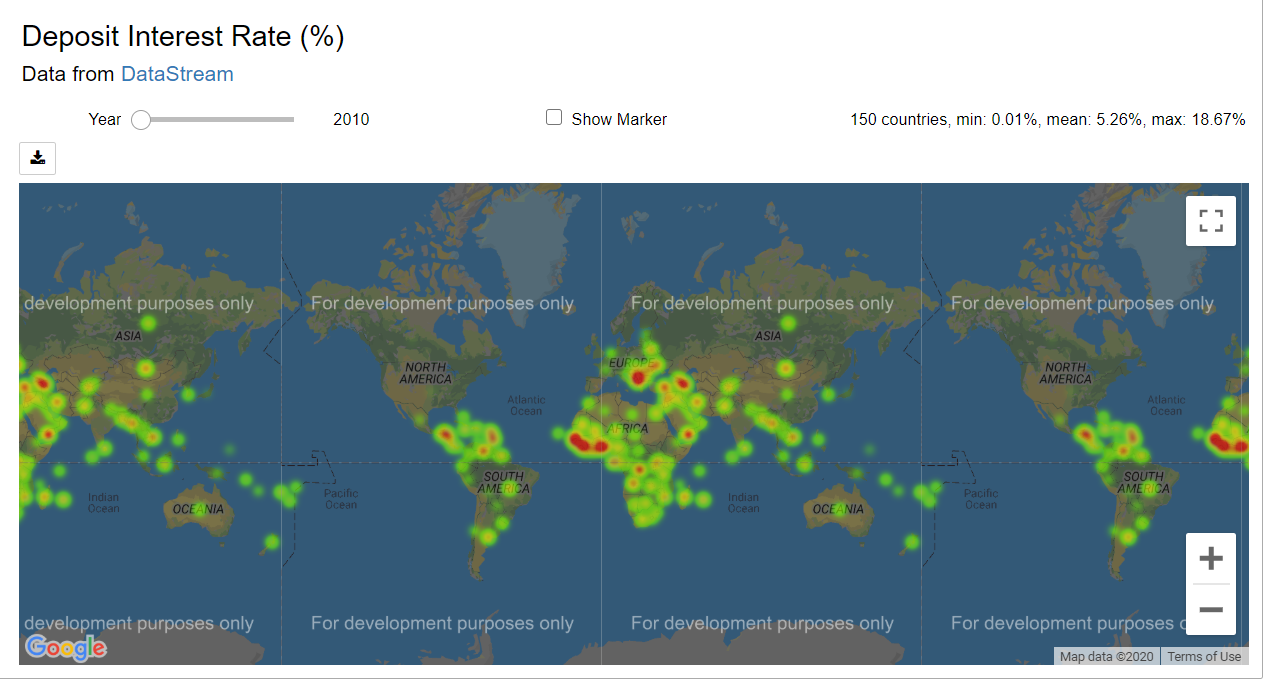 Deposit Interest Rate (%)
Data from DataStream
Year 2010 Show Marker 150 countries, min: 0.01%, mean: 5.26%, max: 18.67%
development purposes only For development purposes only For development purposes only For development purposes only
ASIA ASIA
EUROPE
NORTH AMERICA NORTH AMERICA
Atlantic Ocean Atlantic Ocean
AFRICA
SOUTH AMERICA SOUTH AMERICA
Indian Ocean Pacific Ocean Indian Ocean Pacific Ocean
OCEANIA OCEANIA
development purposes only For development purposes only For development purposes only For development purposes
Google
Map data ©2020 Terms of Use